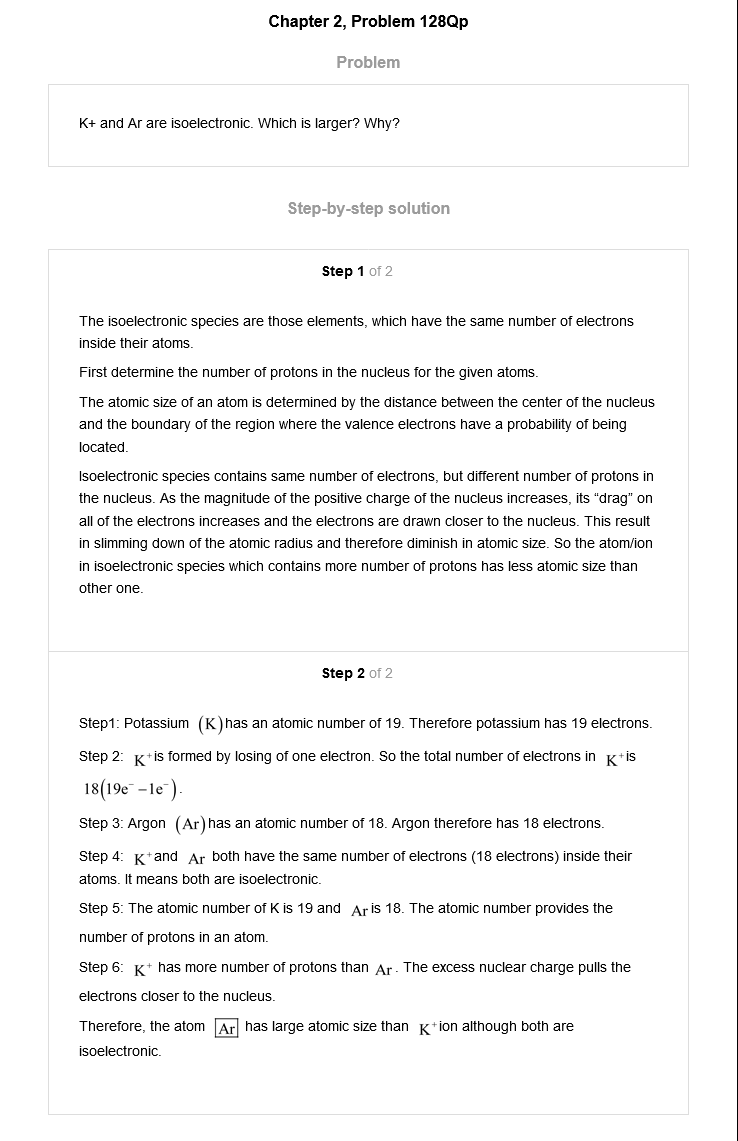 Chapter 2, Problem 128Qp
Problem
K+ and Ar are isoelectronic. Which is larger? Why?
Step-by-step solution
Step 1 of 2
The isoelectronic species are those elements, which have the same number of electrons
inside their atoms.
First determine the number of protons in the nucleus for the given atoms.
The atomic size of an atom is determined by the distance between the center of the nucleus
and the boundary of the region where the valence electrons have a probability of being
located.
Isoelectronic species contains same number of electrons, but different number of protons in
the nucleus. As the magnitude of the positive charge of the nucleus increases, its “drag” on
all of the electrons increases and the electrons are drawn closer to the nucleus. This result
in slimming down of the atomic radius and therefore diminish in atomic size. So the atom/ion
in isoelectronic species which contains more number of protons has less atomic size than
other one.
Step 2 of 2
Step1: Potassium (K) has an atomic number of 19. Therefore potassium has 19 electrons.
Step 2: K⁺ is formed by losing of one electron. So the total number of electrons in K⁺ is
18(19e⁻ −1e⁻).
Step 3: Argon (Ar) has an atomic number of 18. Argon therefore has 18 electrons.
Step 4: K⁺ and Ar both have the same number of electrons (18 electrons) inside their
atoms. It means both are isoelectronic.
Step 5: The atomic number of K is 19 and Ar is 18. The atomic number provides the
number of protons in an atom.
Step 6: K⁺ has more number of protons than Ar. The excess nuclear charge pulls the
electrons closer to the nucleus.
Therefore, the atom Ar has large atomic size than K⁺ ion although both are
isoelectronic.